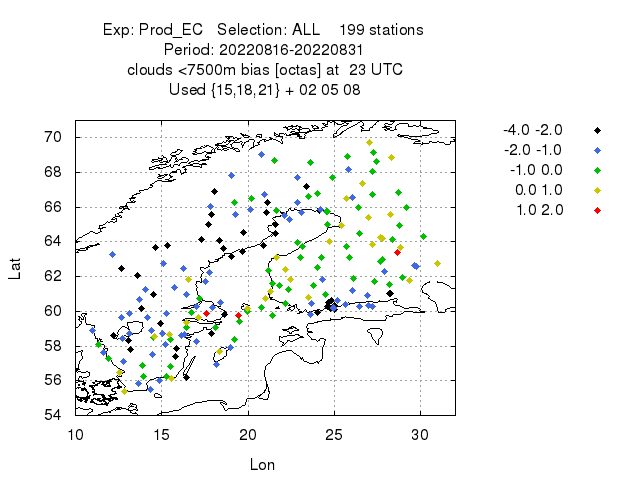 Exp: Prod_EC   Selection: ALL    199 stations
Period: 20220816-20220831
clouds <7500m bias [octas] at  23 UTC
Used {15,18,21} + 02 05 08
-4.0 -2.0
-2.0 -1.0
-1.0 0.0
0.0 1.0
1.0 2.0
70
68
66
64
62
60
58
56
54
Lat
10 15 20 25 30
Lon